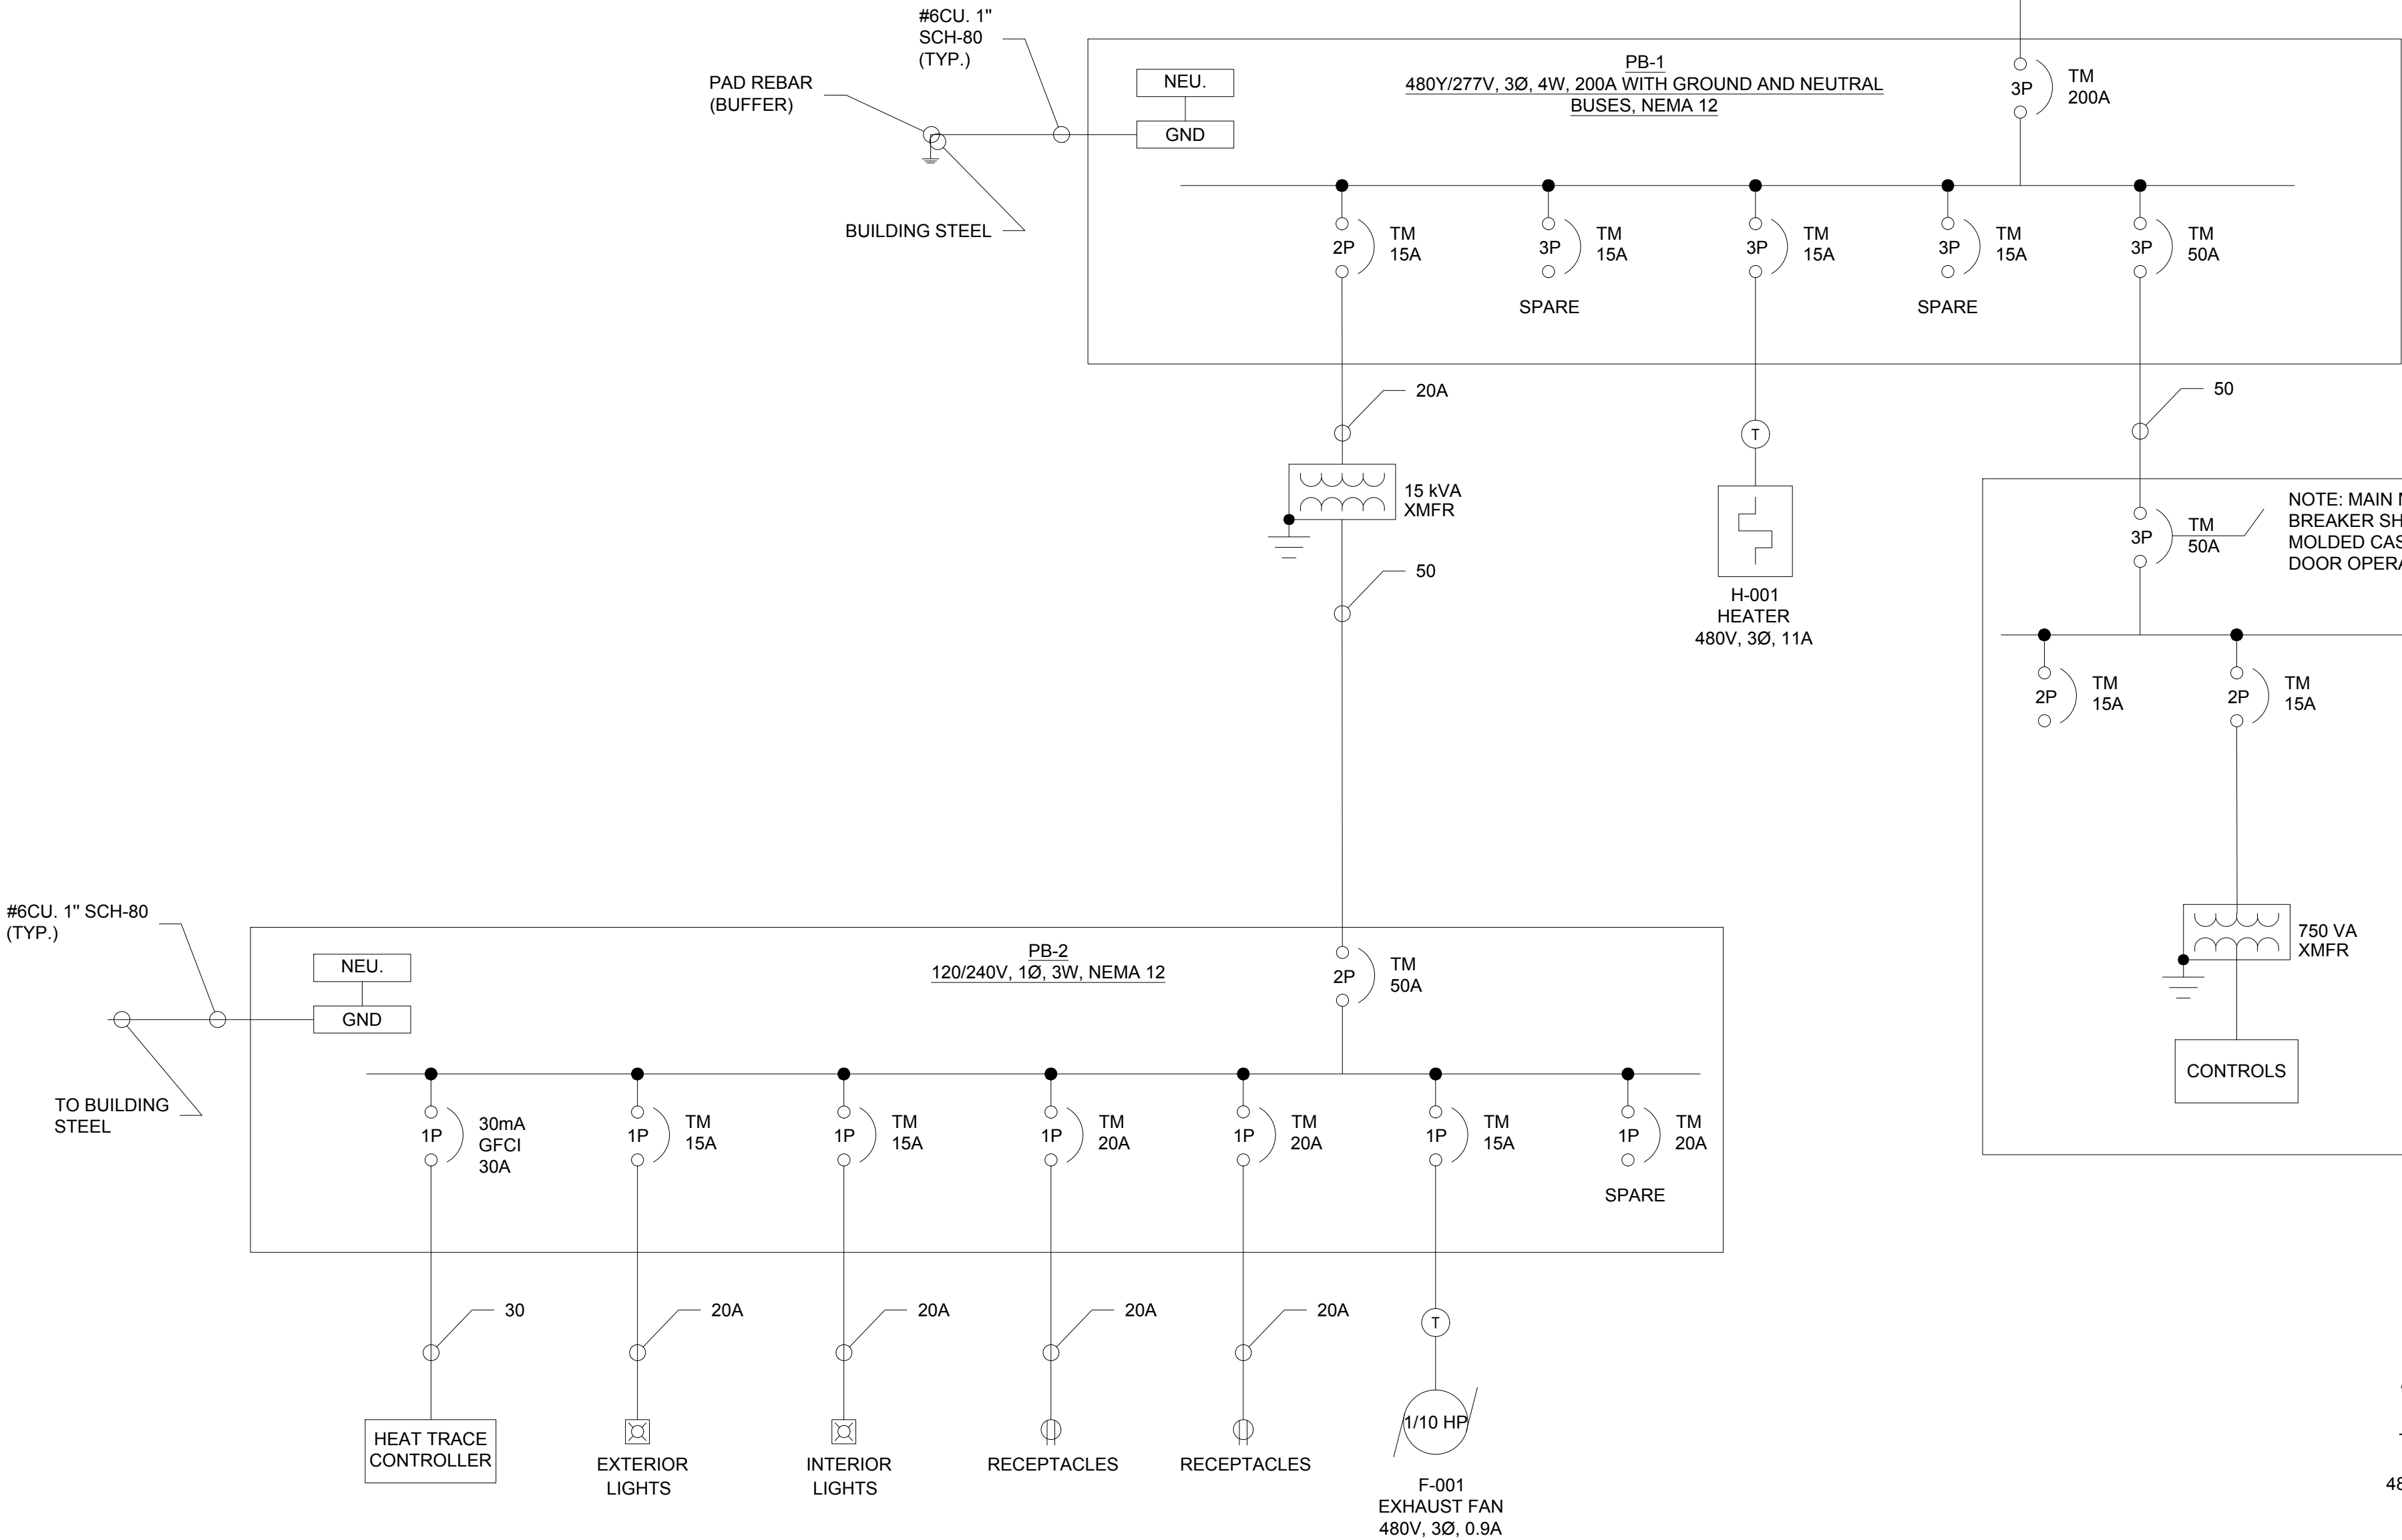 #6CU. 1"
SCH-80
(TYP.)
PAD REBAR
(BUFFER)
BUILDING STEEL
NEU.
GND
PB-1
480Y/277V, 3Ø, 4W, 200A WITH GROUND AND NEUTRAL
BUSES, NEMA 12
3P
TM
200A
2P
TM
15A
3P
TM
15A
SPARE
3P
TM
15A
3P
TM
15A
SPARE
3P
TM
50A
20A
15 kVA
XMFR
50
T
H-001
HEATER
480V, 3Ø, 11A
50
3P
TM
50A
NOTE: MAIN
BREAKER SH
MOLDED CAS
DOOR OPERA
2P
TM
15A
2P
TM
15A
750 VA
XMFR
CONTROLS
#6CU. 1" SCH-80
(TYP.)
TO BUILDING
STEEL
NEU.
GND
PB-2
120/240V, 1Ø, 3W, NEMA 12
2P
TM
50A
1P
30mA
GFCI
30A
1P
TM
15A
1P
TM
15A
1P
TM
20A
1P
TM
20A
1P
TM
15A
1P
TM
20A
SPARE
30
20A
20A
20A
20A
T
HEAT TRACE
CONTROLLER
EXTERIOR
LIGHTS
INTERIOR
LIGHTS
RECEPTACLES
RECEPTACLES
1/10 HP
F-001
EXHAUST FAN
480V, 3Ø, 0.9A
48